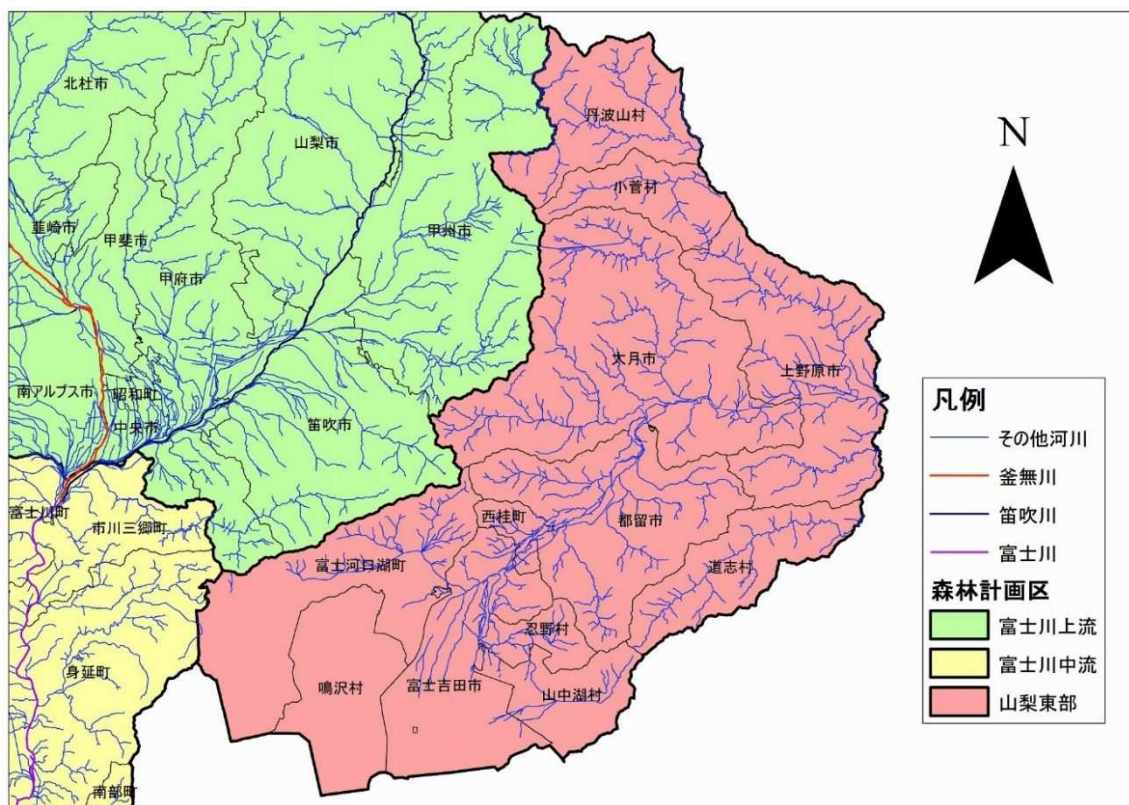 北杜市
山梨市
丹波山村
小菅村
韮崎市
甲斐市
甲府市
甲州市
南アルプス市
昭和町
中央市
笛吹市
大月市
上野原市
富士川町
市川三郷町
西桂町
都留市
富士河口湖町
道志村
忍野村
身延町
鳴沢村
富士吉田市
山中湖村
南部町
N
凡例
その他河川
釜無川
笛吹川
富士川
森林計画区
富士川上流
富士川中流
山梨東部